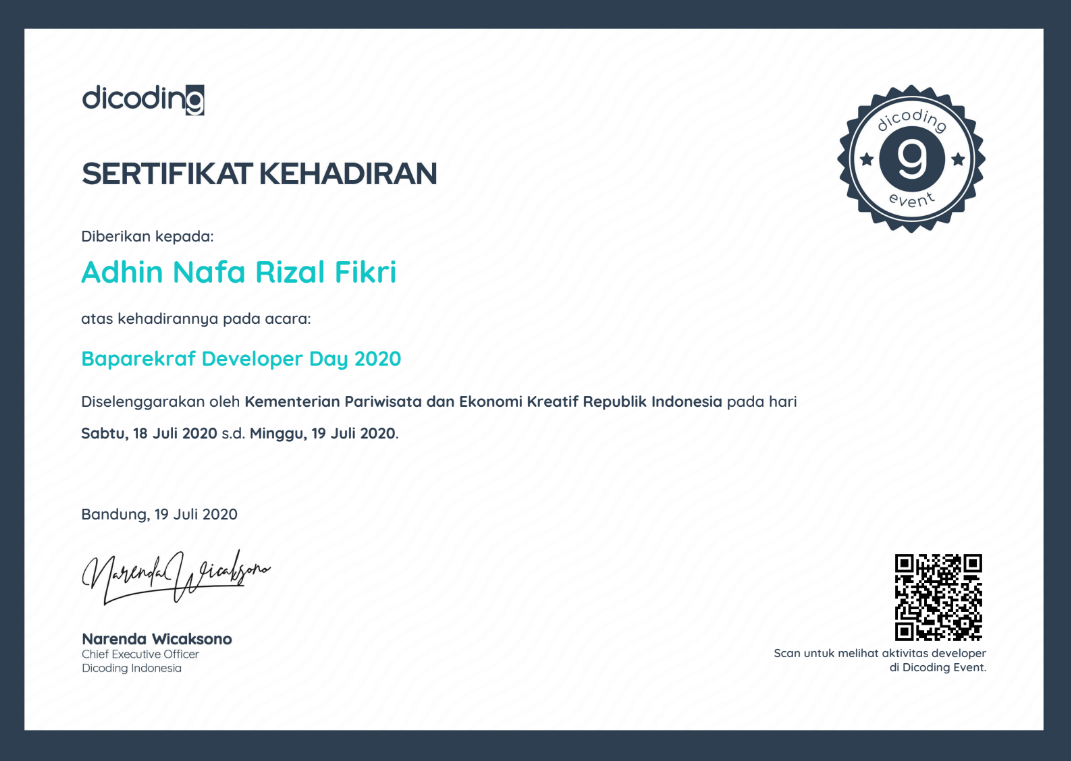 dicoding
SERTIFIKAT KEHADIRAN
dicoding
g
event
Diberikan kepada:
Adhin Nafa Rizal Fikri
atas kehadirannya pada acara:
Baparekraf Developer Day 2020
Diselenggarakan oleh Kementerian Pariwisata dan Ekonomi Kreatif Republik Indonesia pada hari
Sabtu, 18 Juli 2020 s.d. Minggu, 19 Juli 2020.
Bandung, 19 Juli 2020
Narenda Wicaksono
Narenda Wicaksono
Chief Executive Officer
Dicoding Indonesia
Scan untuk melihat aktivitas developer
di Dicoding Event.